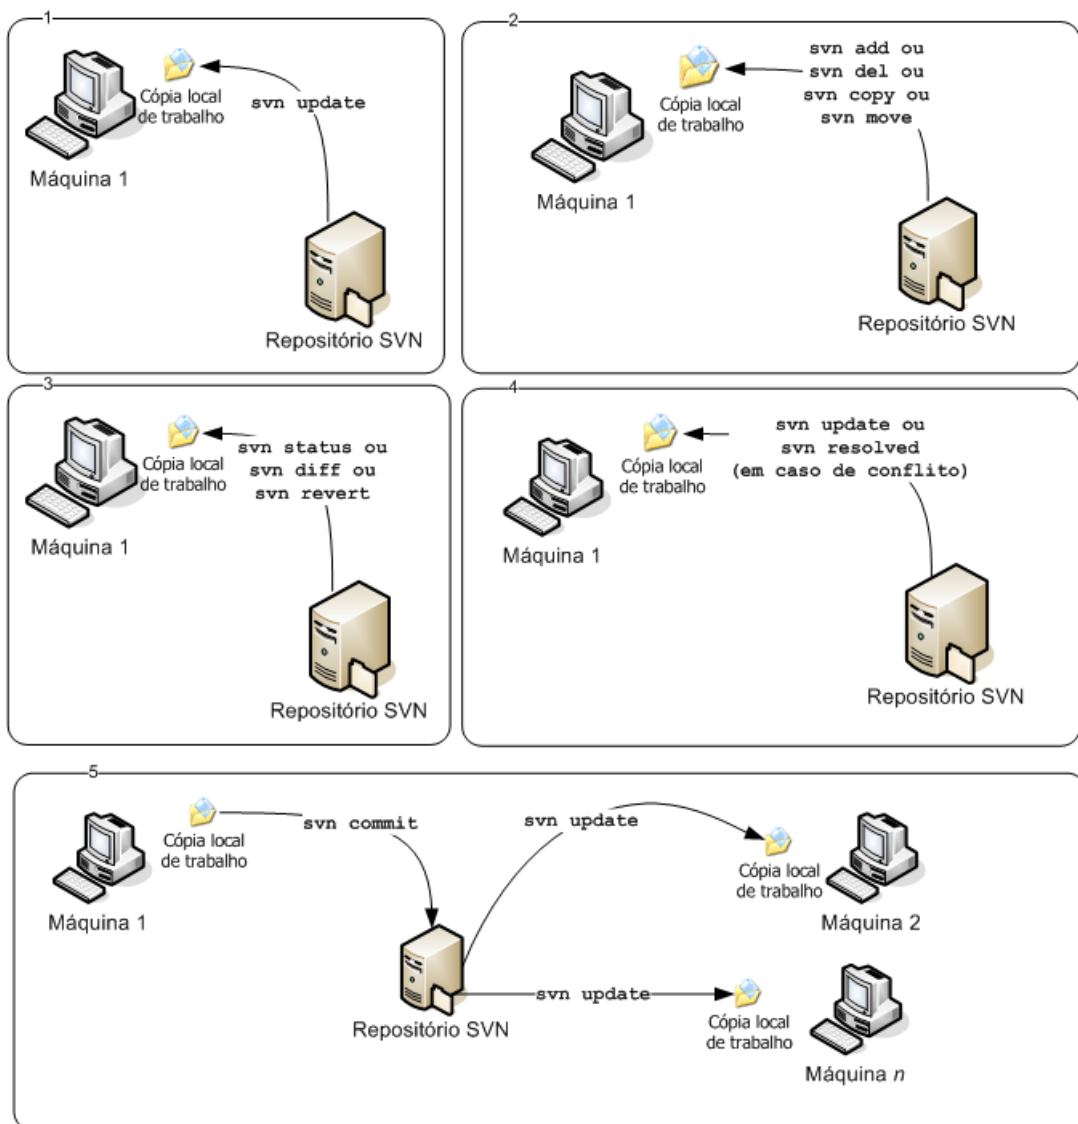 1
Cópia local
de trabalho
svn update
Máquina 1
Repositório SVN
2
svn add ou
svn del ou
svn copy ou
svn move
Cópia local
de trabalho
Máquina 1
Repositório SVN
3
Cópia local
de trabalho
svn status ou
svn diff ou
svn revert
Máquina 1
Repositório SVN
4
Cópia local
de trabalho
svn update ou
svn resolved
(em caso de conflito)
Máquina 1
Repositório SVN
5
Cópia local
de trabalho
Máquina 1
svn commit
svn update
Cópia local
de trabalho
Máquina 2
Repositório SVN
svn update
Cópia local
de trabalho
Máquina n